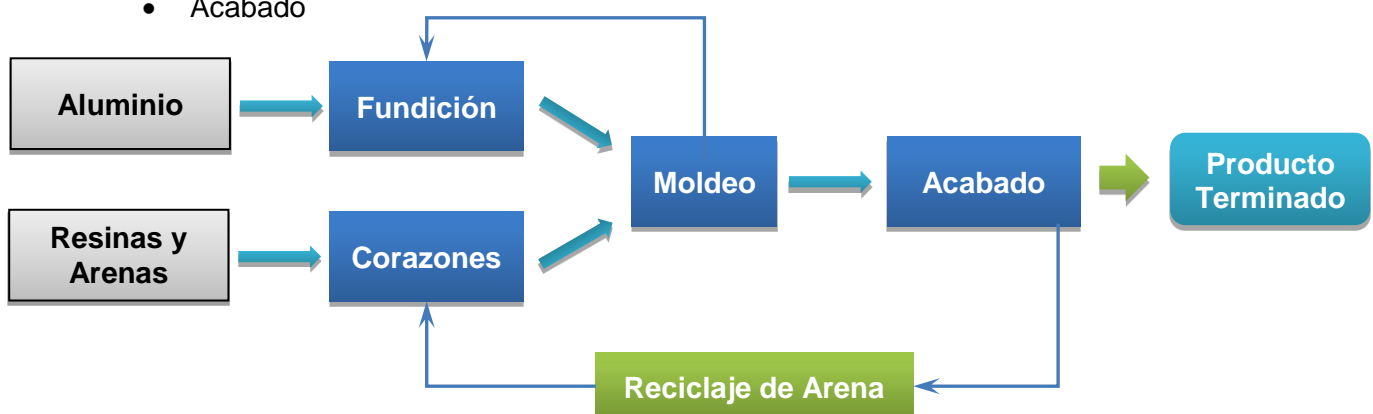 • Acabado
Aluminio
Fundición
Moldeo
Acabado
Producto
Terminado
Resinas y
Arenas
Corazones
Reciclaje de Arena